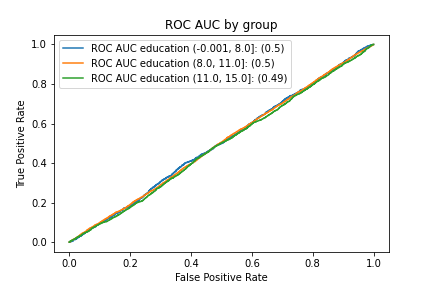 ROC AUC by group
ROC AUC education (-0.001, 8.0]: (0.5)
ROC AUC education (8.0, 11.0]: (0.5)
ROC AUC education (11.0, 15.0]: (0.49)
True Positive Rate
1.0
0.8
0.6
0.4
0.2
0.0
0.0 0.2 0.4 0.6 0.8 1.0
False Positive Rate